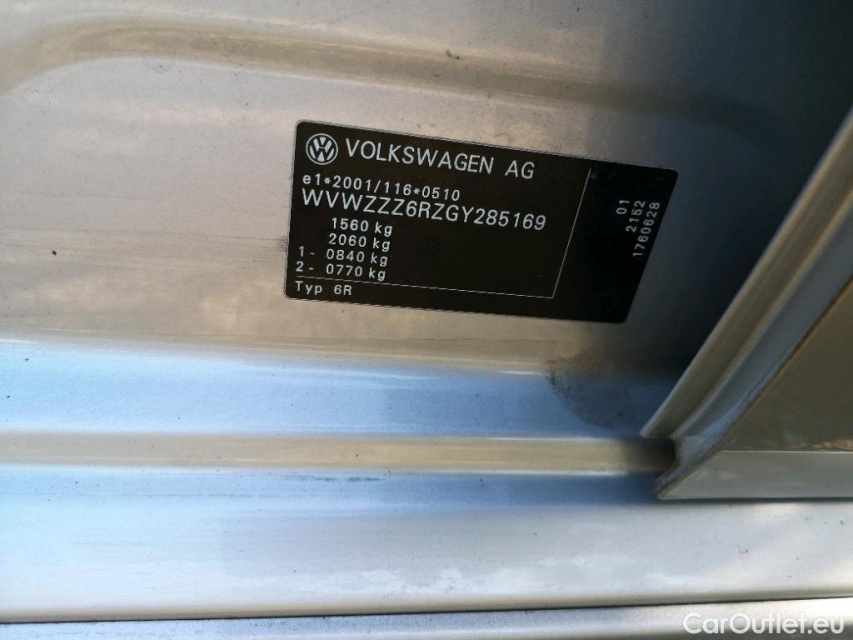 VOLKSWAGEN AG
e1*2001/116*0510
WVWZZZ6RZGY285169
1560 kg
2060 kg
1- 0840 kg
2- 0770 kg
Typ 6R
01
2152
1760628
CarOutlet.eu